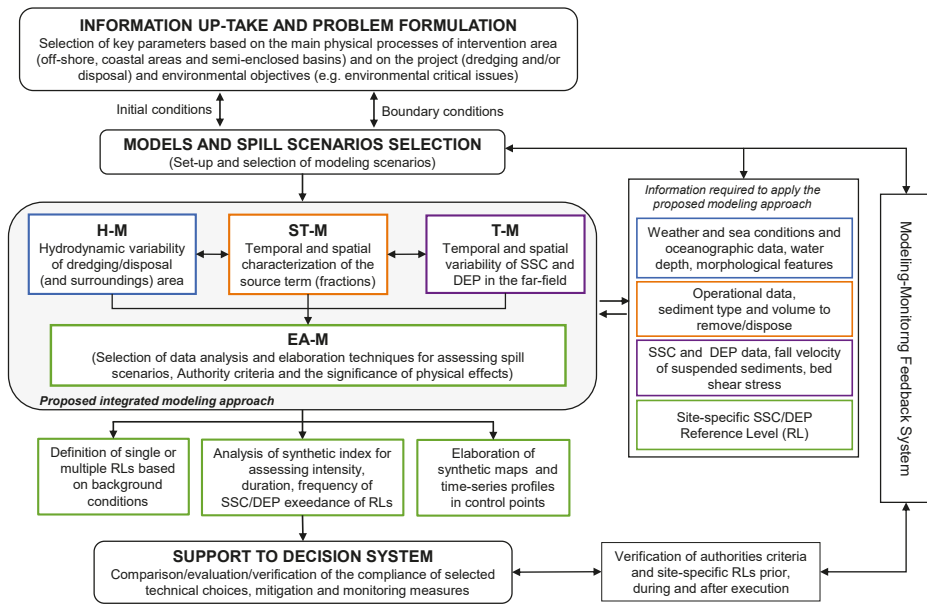 INFORMATION UP-TAKE AND PROBLEM FORMULATION
Selection of key parameters based on the main physical processes of intervention area
(off-shore, coastal areas and semi-enclosed basins) and on the project (dredging and/or
disposal) and environmental objectives (e.g. environmental critical issues)
Initial conditions
Boundary conditions
MODELS AND SPILL SCENARIOS SELECTION
(Set-up and selection of modeling scenarios)
H-M
Hydrodynamic variability
of dredging/disposal
(and surroundings) area
ST-M
Temporal and spatial
characterization of the
source term (fractions)
T-M
Temporal and spatial
variability of SSC and
DEP in the far-field
EA-M
(Selection of data analysis and elaboration techniques for assessing spill
scenarios, Authority criteria and the significance of physical effects)
Proposed integrated modeling approach
Information required to apply the
proposed modeling approach
Weather and sea conditions and
oceanographic data, water
depth, morphological features
Operational data,
sediment type and volume to
remove/dispose
SSC and DEP data, fall velocity
of suspended sediments, bed
shear stress
Site-specific SSC/DEP
Reference Level (RL)
Modeling-Monitorng Feedback System
Definition of single or
multiple RLs based on
background
conditions
Analysis of synthetic index for
assessing intensity,
duration, frequency
of SSC/DEP exeedance of RLs
Elaboration of
synthetic maps and
time-series profiles
in control points
SUPPORT TO DECISION SYSTEM
Comparison/evaluation/verification of the compliance of selected
technical choices, mitigation and monitoring measures
Verification of authorities criteria
and site-specific RLs prior,
during and after execution